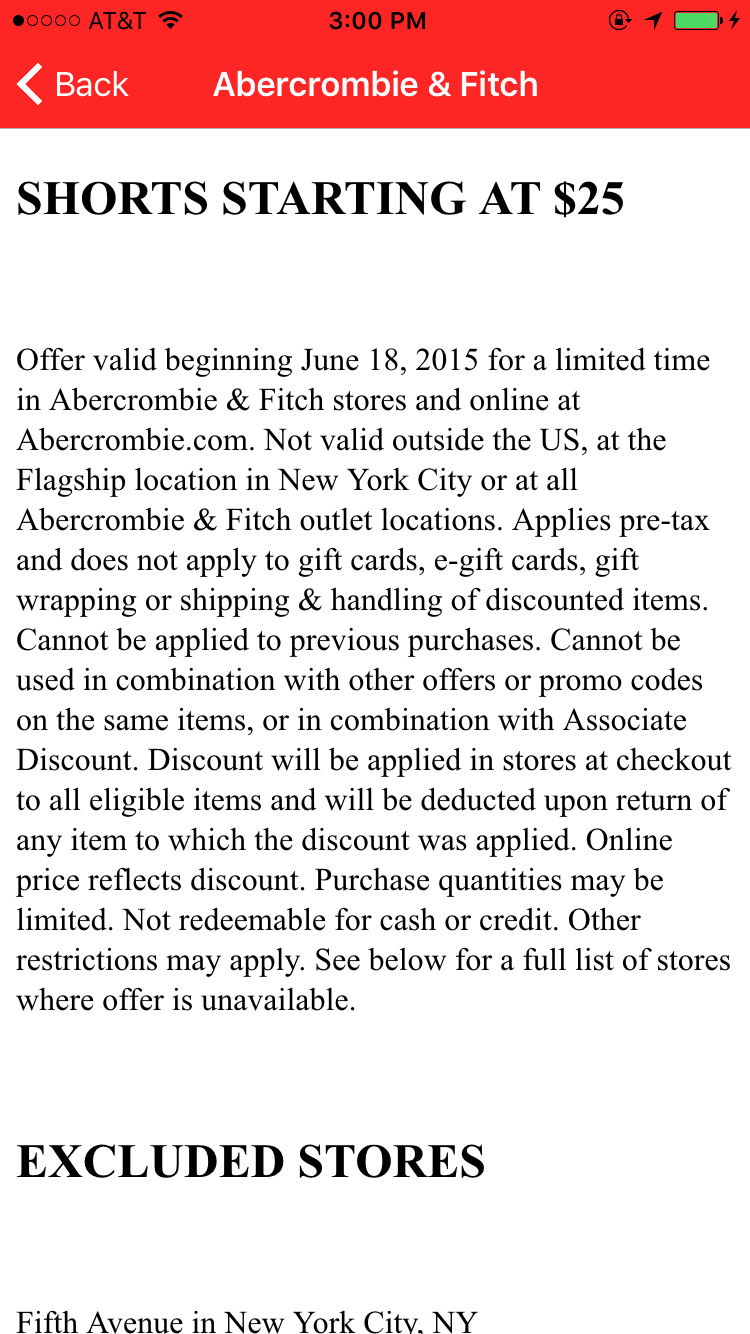 AT&T 3:00 PM
Back Abercrombie & Fitch
SHORTS STARTING AT $25
Offer valid beginning June 18, 2015 for a limited time
in Abercrombie & Fitch stores and online at
Abercrombie.com. Not valid outside the US, at the
Flagship location in New York City or at all
Abercrombie & Fitch outlet locations. Applies pre-tax
and does not apply to gift cards, e-gift cards, gift
wrapping or shipping & handling of discounted items.
Cannot be applied to previous purchases. Cannot be
used in combination with other offers or promo codes
on the same items, or in combination with Associate
Discount. Discount will be applied in stores at checkout
to all eligible items and will be deducted upon return of
any item to which the discount was applied. Online
price reflects discount. Purchase quantities may be
limited. Not redeemable for cash or credit. Other
restrictions may apply. See below for a full list of stores
where offer is unavailable.
EXCLUDED STORES
Fifth Avenue in New York City, NY